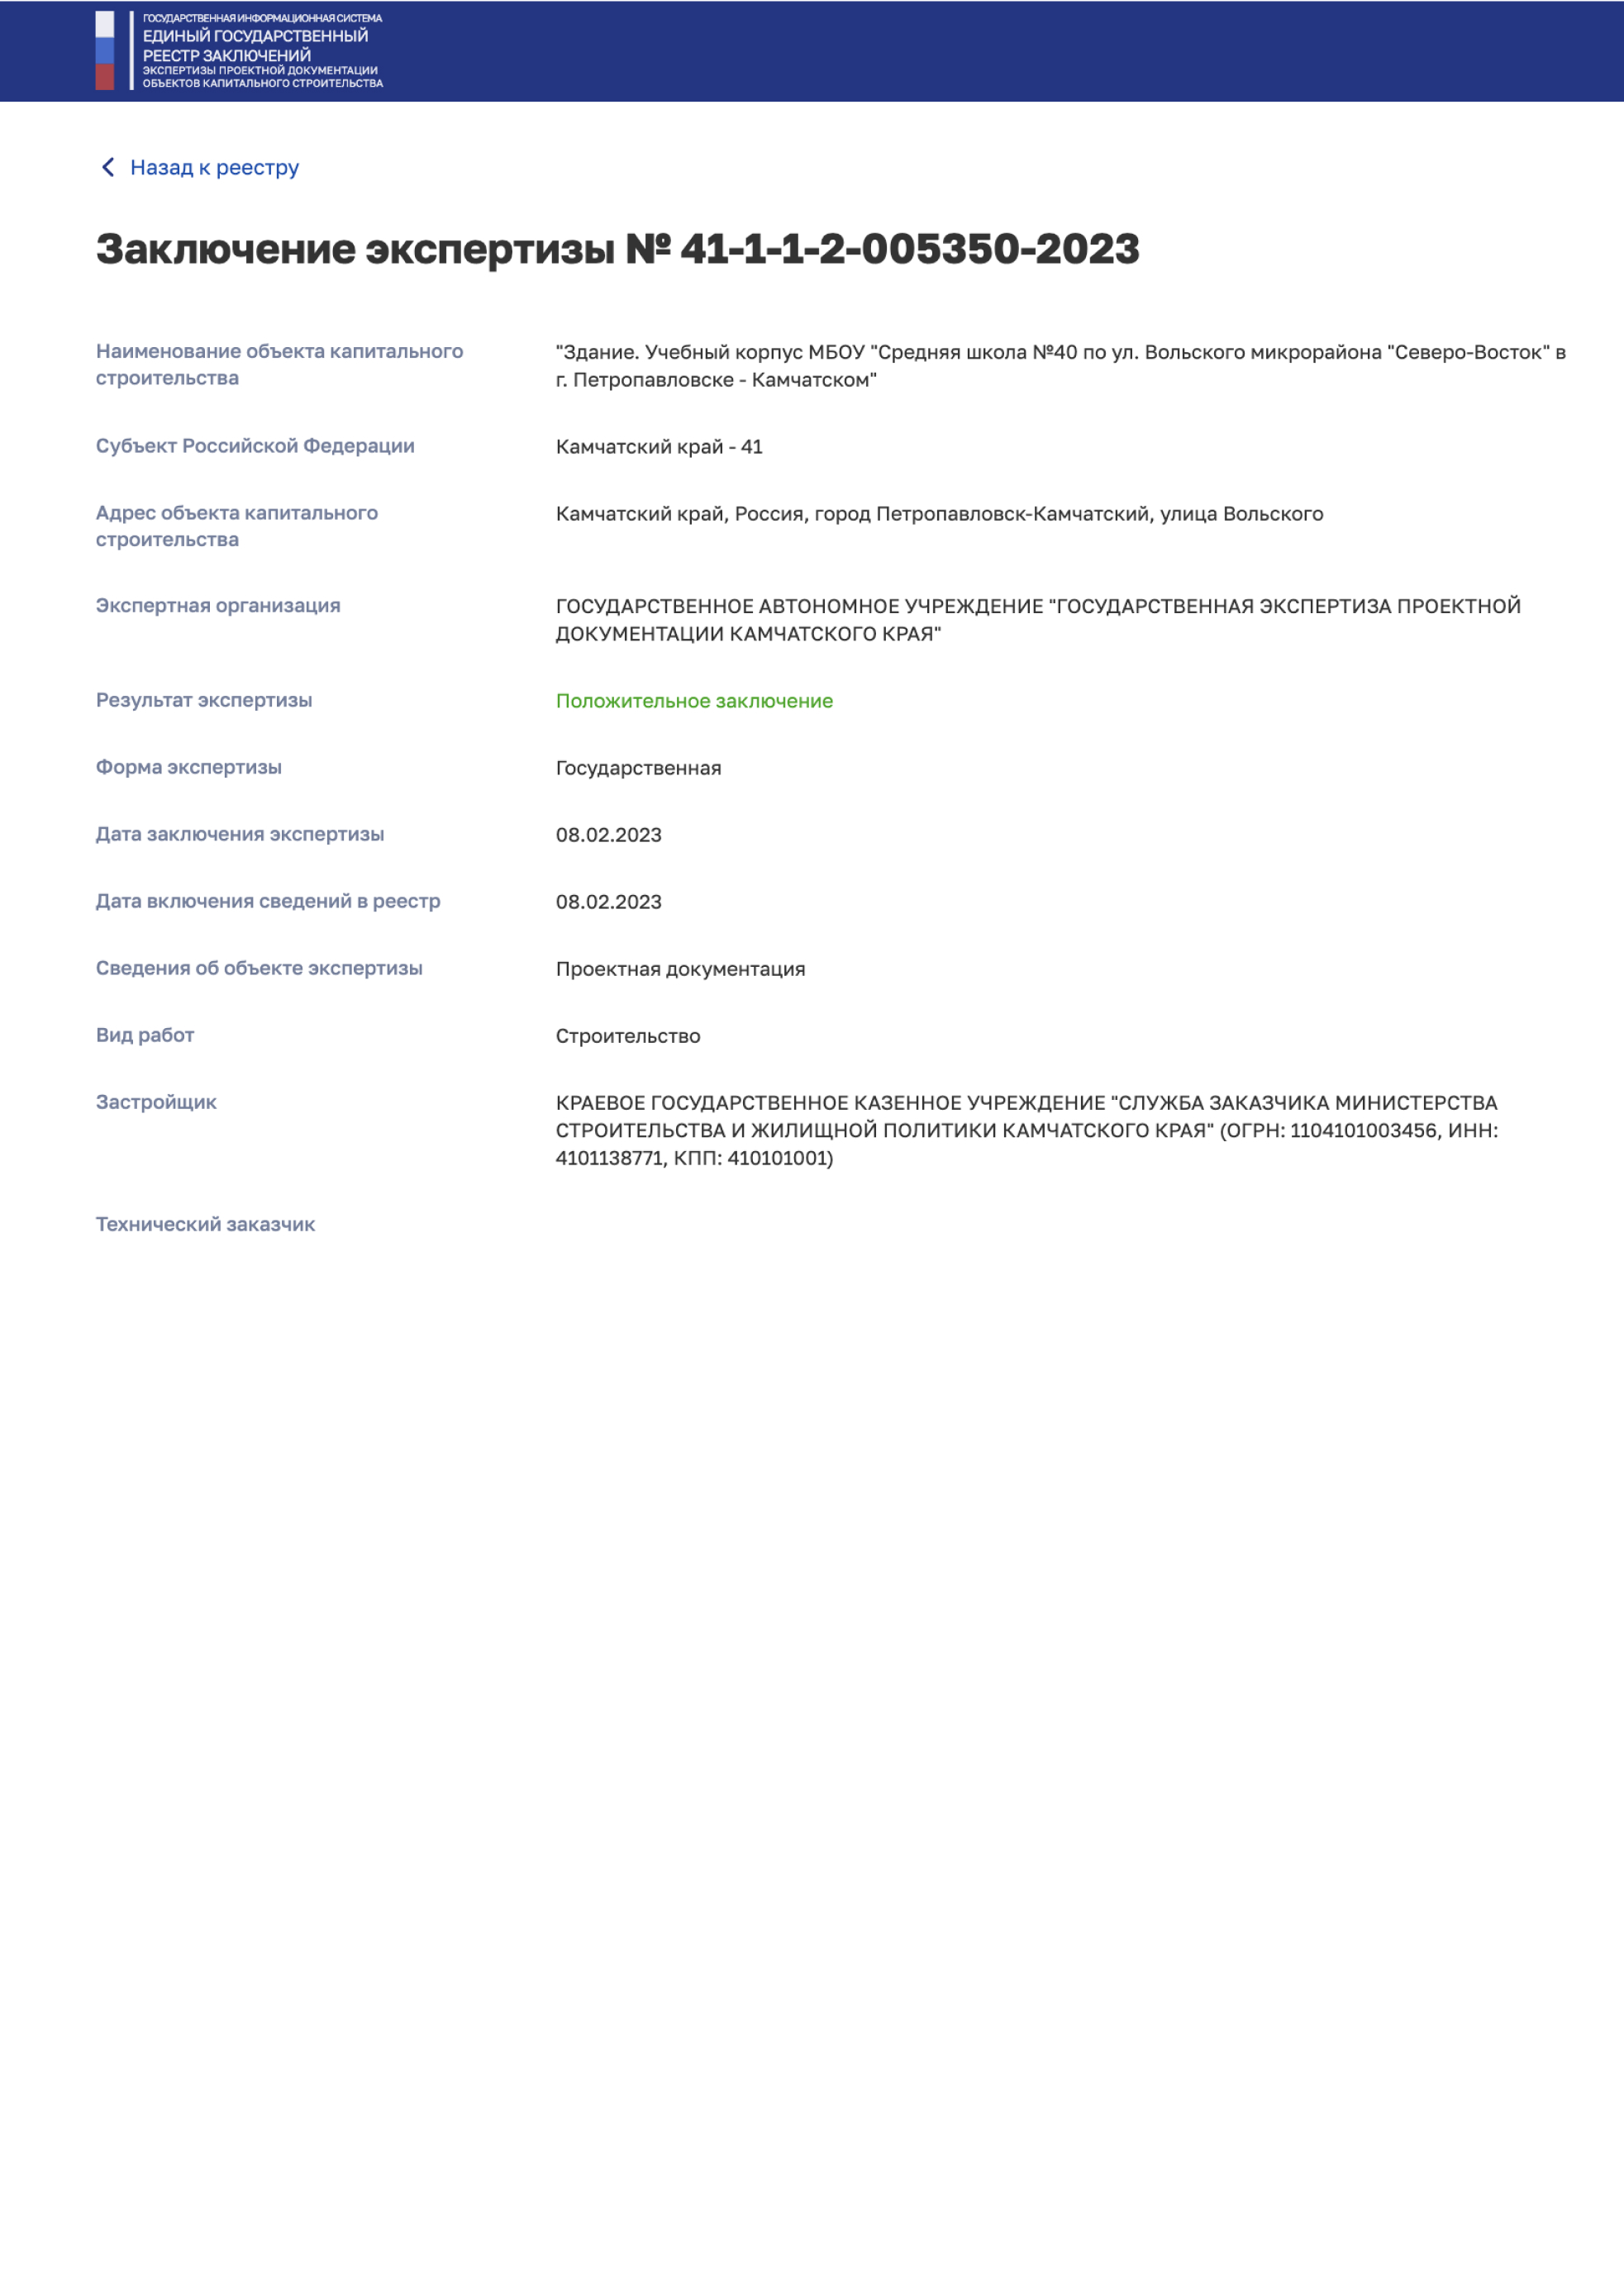 ГОСУДАРСТВЕННАЯ ИНФОРМАЦИОННАЯ СИСТЕМА
ЕДИНЫЙ ГОСУДАРСТВЕННЫЙ
РЕЕСТР ЗАКЛЮЧЕНИЙ
ЭКСПЕРТИЗЫ ПРОЕКТНОЙ ДОКУМЕНТАЦИИ
ОБЪЕКТОВ КАПИТАЛЬНОГО СТРОИТЕЛЬСТВА
Назад к реестру
Заключение экспертизы № 41-1-1-2-005350-2023
Наименование объекта капитального
строительства
"Здание. Учебный корпус МБОУ "Средняя школа №40 по ул. Вольского микрорайона "Северо-Восток" в
г. Петропавловске - Камчатском"
Субъект Российской Федерации
Камчатский край - 41
Адрес объекта капитального
строительства
Камчатский край, Россия, город Петропавловск-Камчатский, улица Вольского
Экспертная организация
ГОСУДАРСТВЕННОЕ АВТОНОМНОЕ УЧРЕЖДЕНИЕ "ГОСУДАРСТВЕННАЯ ЭКСПЕРТИЗА ПРОЕКТНОЙ
ДОКУМЕНТАЦИИ КАМЧАТСКОГО КРАЯ"
Результат экспертизы
Положительное заключение
Форма экспертизы
Государственная
Дата заключения экспертизы
08.02.2023
Дата включения сведений в реестр
08.02.2023
Сведения об объекте экспертизы
Проектная документация
Вид работ
Строительство
Застройщик
КРАЕВОЕ ГОСУДАРСТВЕННОЕ КАЗЕННОЕ УЧРЕЖДЕНИЕ "СЛУЖБА ЗАКАЗЧИКА МИНИСТЕРСТВА
СТРОИТЕЛЬСТВА И ЖИЛИЩНОЙ ПОЛИТИКИ КАМЧАТСКОГО КРАЯ" (ОГРН: 1104101003456, ИНН:
4101138771, КПП: 410101001)
Технический заказчик